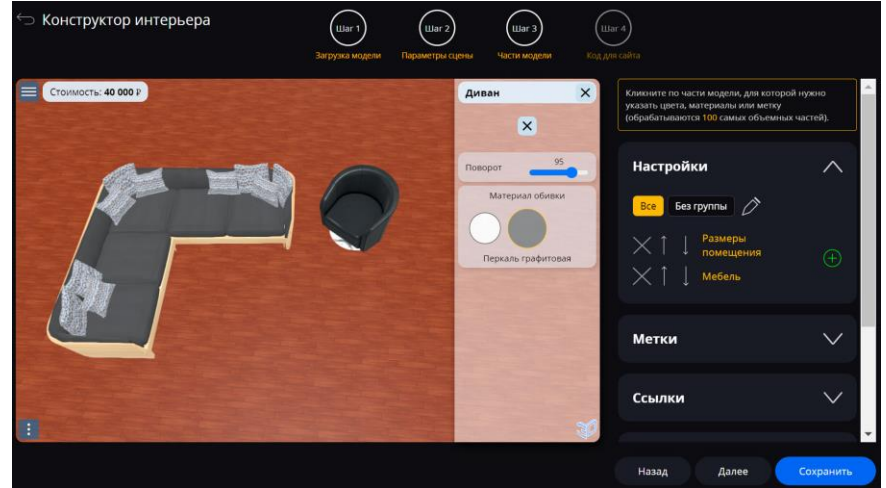 Конструктор интерьера
Шаг 1
Шаг 2
Шаг 3
Шаг 4
Загрузка модели
Параметры сцены
Части модели
Код для сайта
Стоимость: 40 000 ₽
Диван
Поворот
95
Материал обивки
Перкаль графитовая
Кликните по части модели, для которой нужно
указать цвета, материалы или метку
(обрабатываются 100 самых объемных частей).
Настройки
Все
Без группы
Размеры
помещения
Мебель
Метки
Ссылки
Назад
Далее
Сохранить